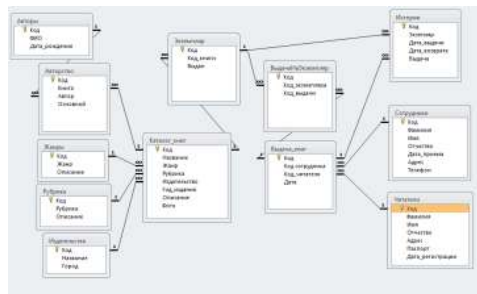 Авторы
Код
ФИО
Дата_рождения
Авторство
Код
Книга
Автор
Основной
Жанры
Код
Жанр
Описание
Рубрики
Код
Рубрика
Описание
Издательства
Код
Название
Город
Экземпляр
Код
Код_книги
Выдан
Каталог_книг
Код
Название
Жанр
Рубрика
Издательство
Год_издания
Описание
Фото
ВыдачаНаЭкземпляр
Код
Код_экземпляра
Код_выдачи
Выдача_книг
Код
Код_сотрудника
Код_читателя
Дата
История
Код
Экземпляр
Дата_выдачи
Дата_возврата
Выдача
Сотрудники
Код
Фамилия
Имя
Отчество
Дата_приема
Адрес
Телефон
Читатели
Код
Фамилия
Имя
Отчество
Адрес
Паспорт
Дата_регистрации